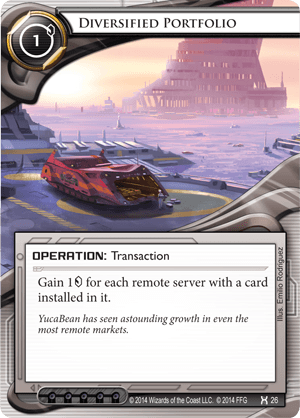 DIVERSIFIED PORTFOLIO
1
OPERATION: Transaction
Gain 1 for each remote server with a card
installed in it.
YucaBean has seen astounding growth in even the
most remote markets.
Illus. Emilio Rodriguez
© 2014 Wizards of the Coast LLC. © 2014 FFG 26